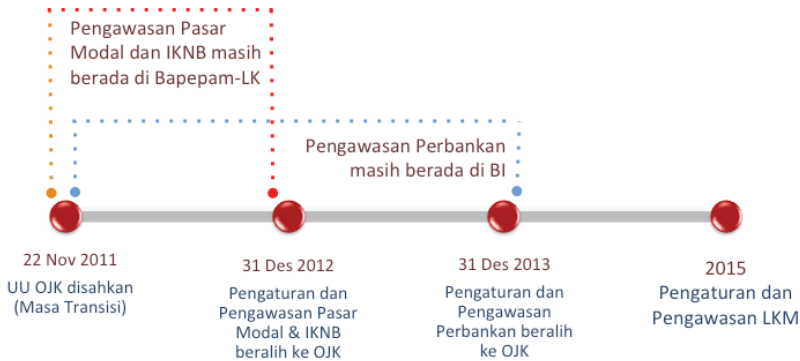 Pengawasan Pasar
Modal dan IKNB masih
berada di Bapepam-LK
Pengawasan Perbankan
masih berada di BI
22 Nov 2011
UU OJK disahkan
(Masa Transisi)
31 Des 2012
Pengaturan dan
Pengawasan Pasar
Modal & IKNB
beralih ke OJK
31 Des 2013
Pengaturan dan
Pengawasan
Perbankan beralih
ke OJK
2015
Pengaturan dan
Pengawasan LKM